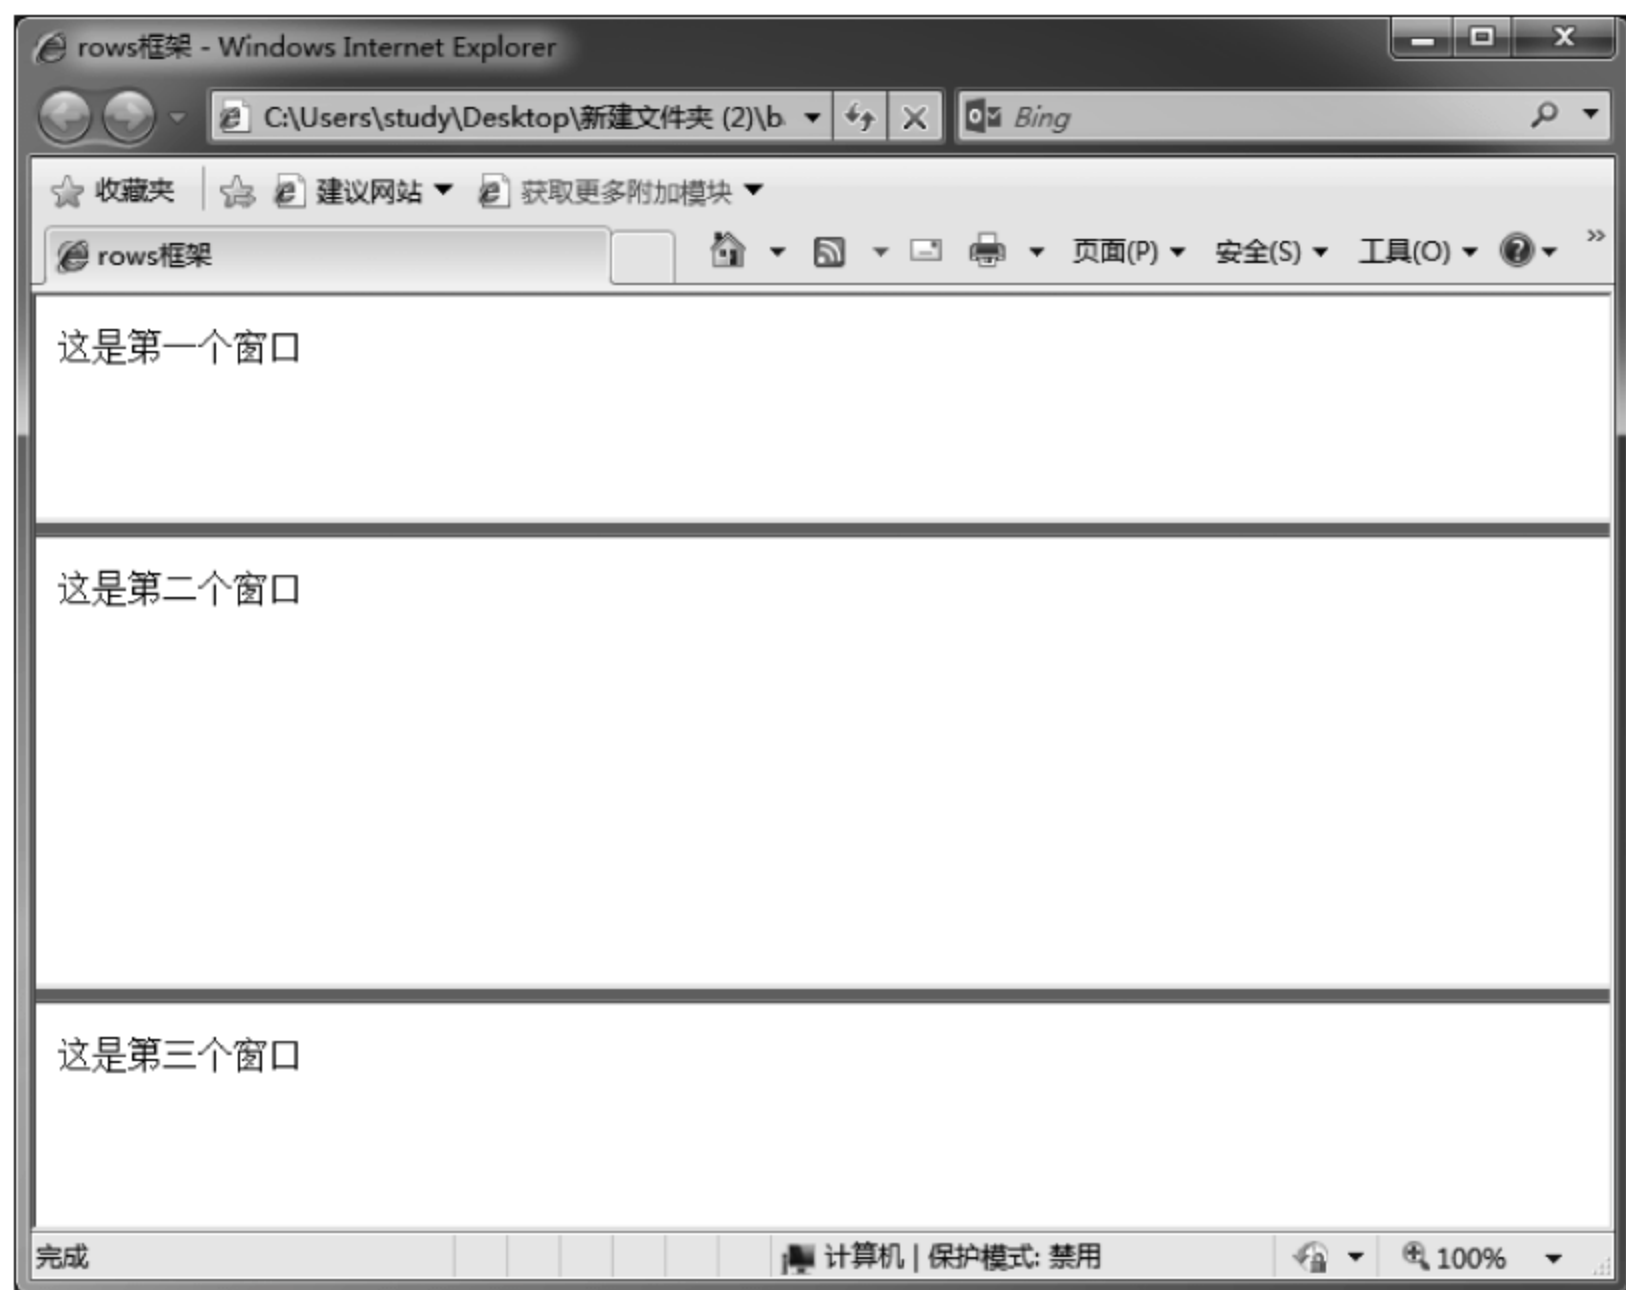 rows框架 - Windows Internet Explorer
C:\Users\study\Desktop\新建文件夹 (2)\b
Bing
收藏夹 建议网站 获取更多附加模块
rows框架 页面(P) 安全(S) 工具(O)
这是第一个窗口
这是第二个窗口
这是第三个窗口
完成 计算机 | 保护模式: 禁用 100%